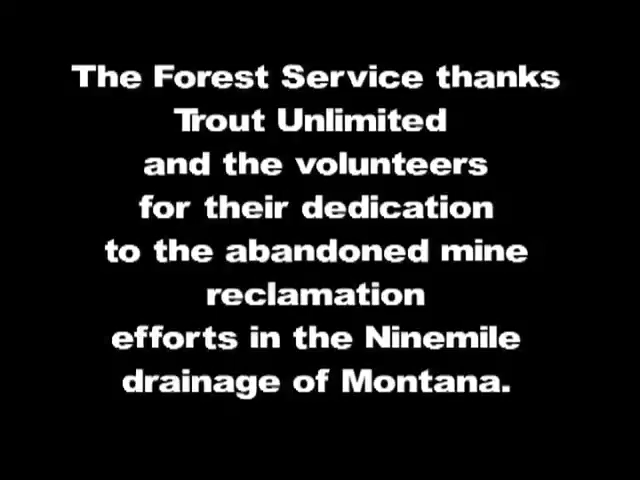 The Forest Service thanks
Trout Unlimited
and the volunteers
for their dedication
to the abandoned mine
reclamation
efforts in the Ninemile
drainage of Montana.